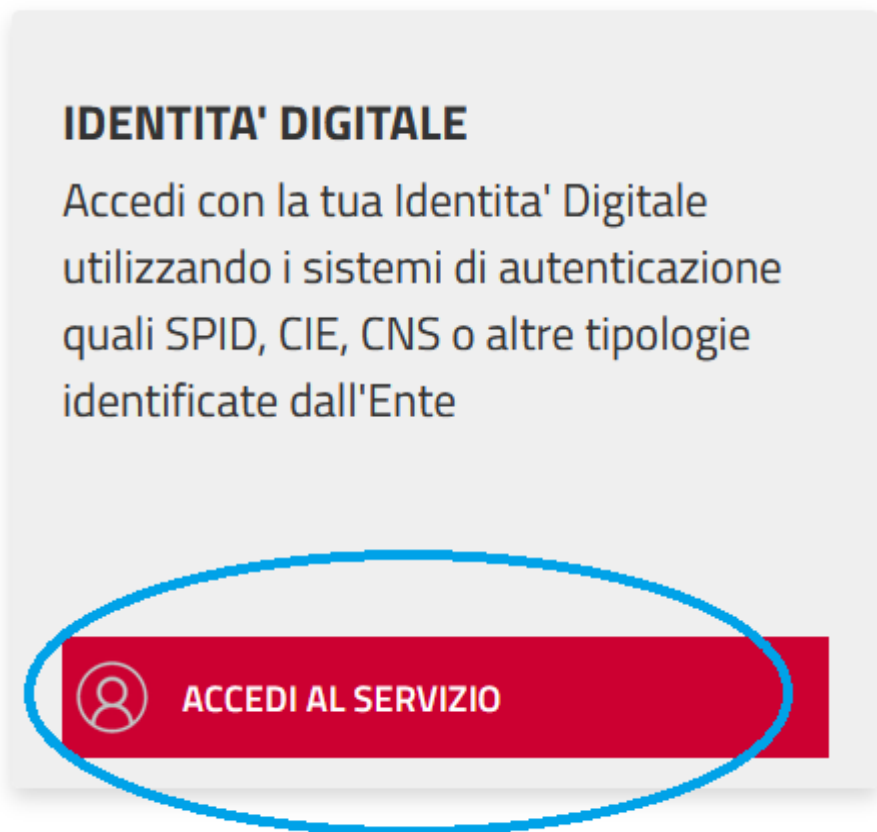 IDENTITA' DIGITALE
Accedi con la tua Identita' Digitale
utilizzando i sistemi di autenticazione
quali SPID, CIE, CNS o altre tipologie
identificate dall'Ente
ACCEDI AL SERVIZIO